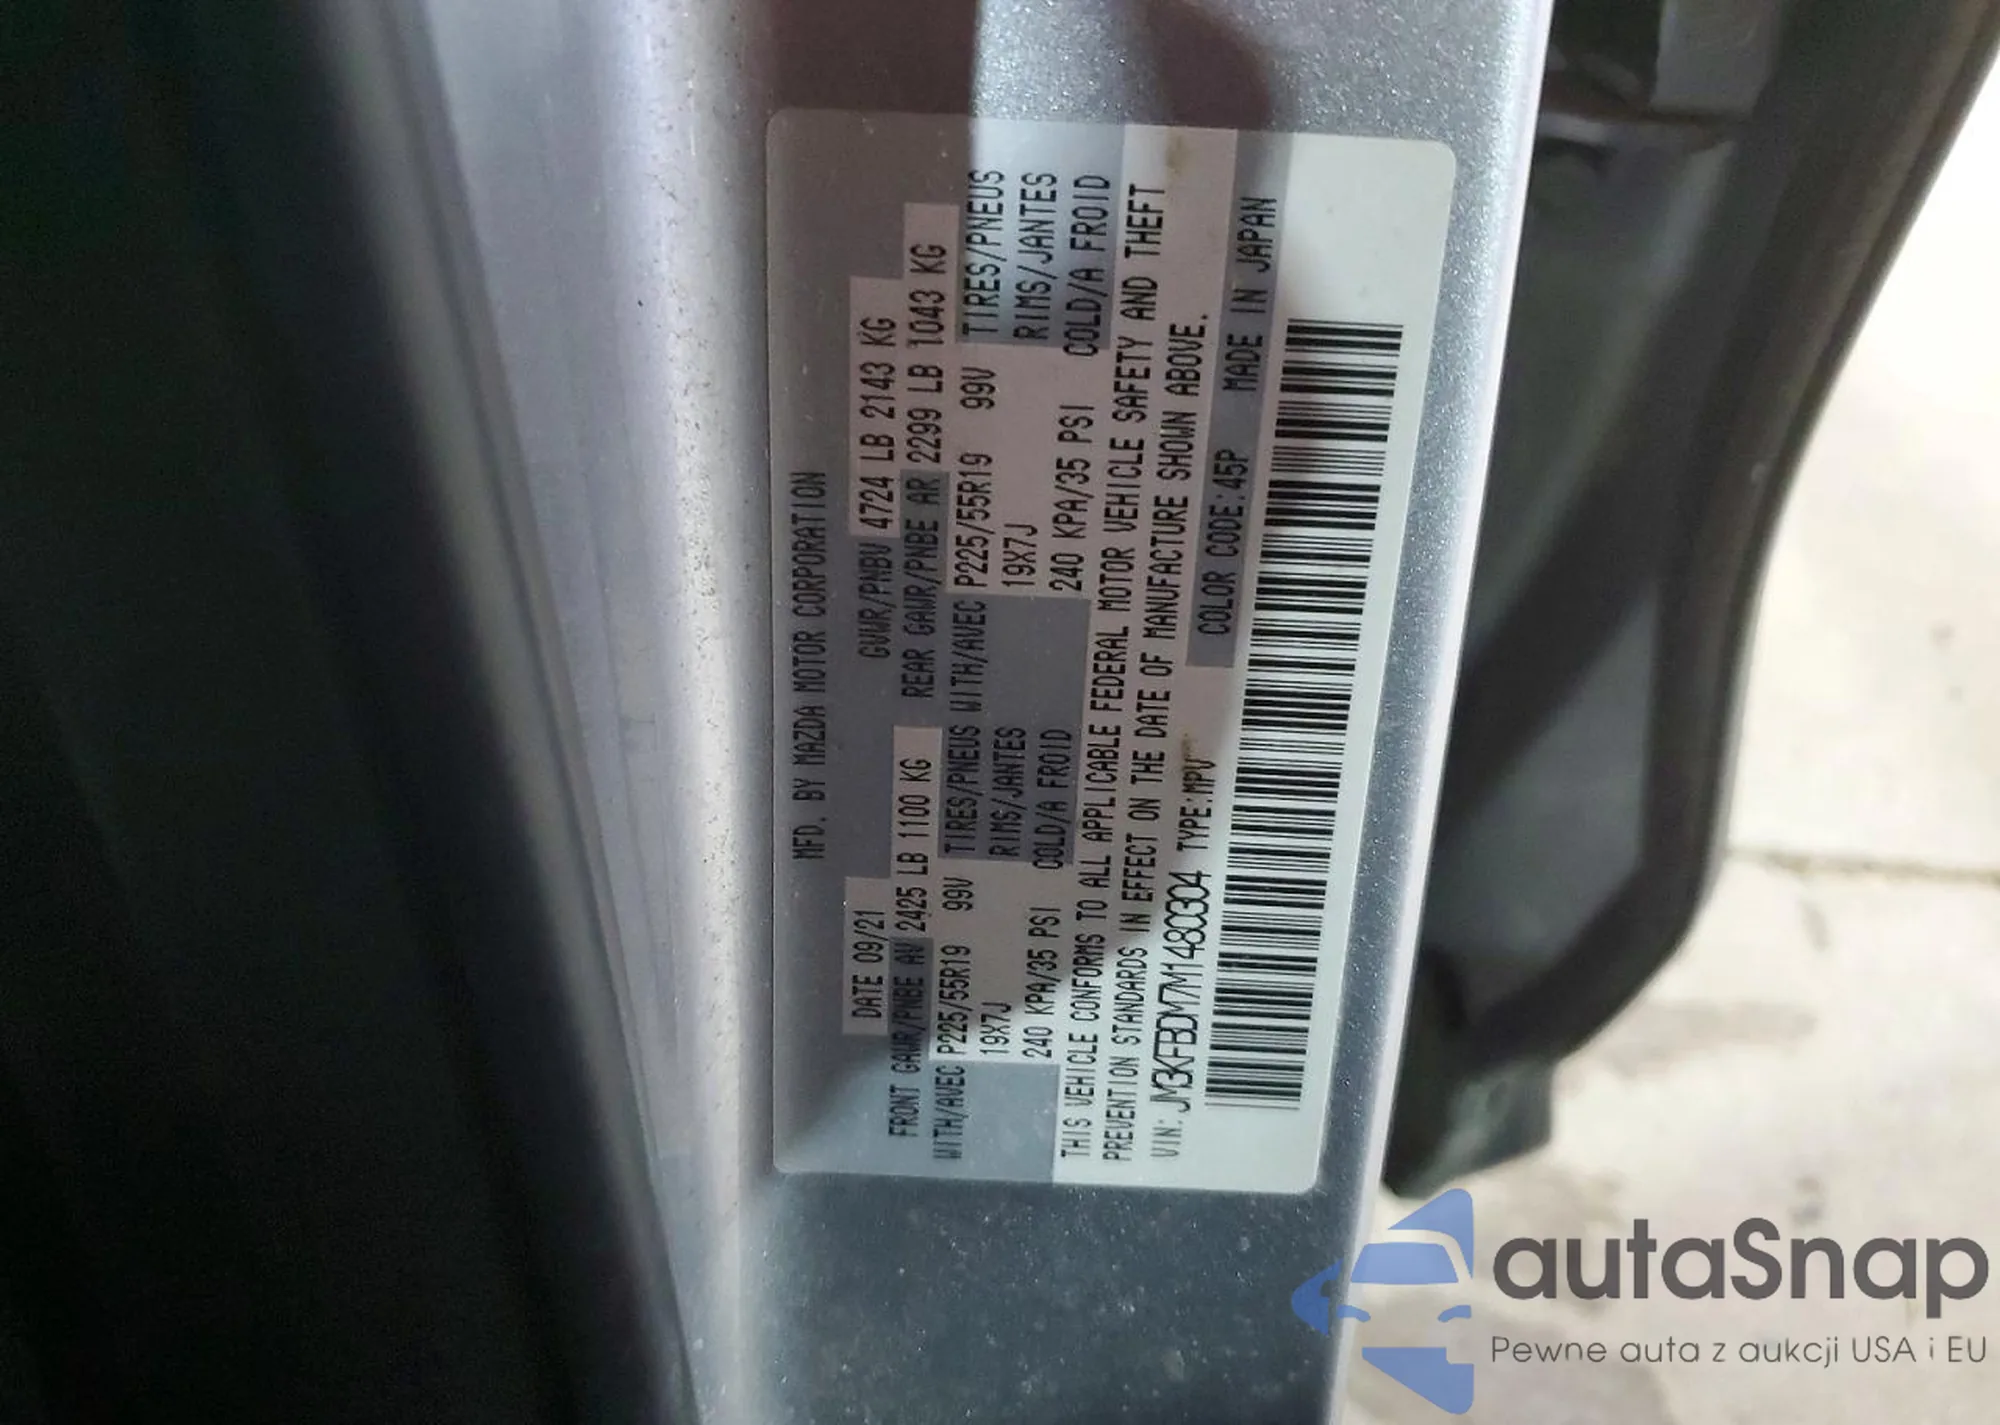 MFD. BY MAZDA MOTOR CORPORATION
DATE 09/21 GVWR/PNBV 4724 LB 2143 KG
FRONT GAWR/PNBE AV 2425 LB 1100 KG REAR GAWR/PNBE AR 2299 LB 1043 KG
WITH/AVEC P225/55R19 99V TIRES/PNEUS WITH/AVEC P225/55R19 99V TIRES/PNEUS
19X7J RIMS/JANTES 19X7J RIMS/JANTES
240 KPA/35 PSI COLD/A FROID 240 KPA/35 PSI COLD/A FROID
THIS VEHICLE CONFORMS TO ALL APPLICABLE FEDERAL MOTOR VEHICLE SAFETY AND THEFT
PREVENTION STANDARDS IN EFFECT ON THE DATE OF MANUFACTURE SHOWN ABOVE.
VIN: JM3KFBDM7M1480304 TYPE:MPV COLOR CODE:45P MADE IN JAPAN
autaSnap
Pewne auta z aukcji USA i EU